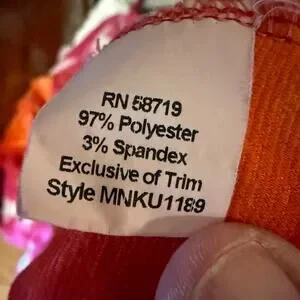 RN 58719
97% Polyester
3% Spandex
Exclusive of Trim
Style MNKU1189